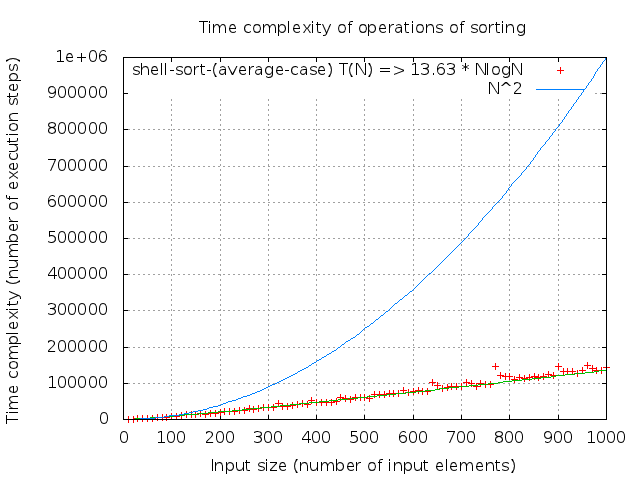 Time complexity of operations of sorting
shell-sort-(average-case) T(N) => 13.63 * NlogN
N^2
Time complexity (number of execution steps)
1e+06
900000
800000
700000
600000
500000
400000
300000
200000
100000
0
0 100 200 300 400 500 600 700 800 900 1000
Input size (number of input elements)